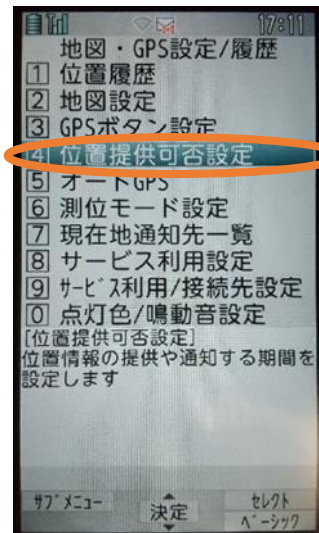 17:11
地図・GPS設定/履歴
1 位置履歴
2 地図設定
3 GPSボタン設定
4 位置提供可否設定
5 オートGPS
6 測位モード設定
7 現在地通知先一覧
8 サービス利用設定
9 ｻｰﾋﾞｽ利用/接続先設定
0 点灯色/鳴動音設定
[位置提供可否設定]
位置情報の提供や通知する期間を
設定します
ｻﾌﾞﾒﾆｭｰ
決定
ｾﾚｸﾄ
ﾍﾞｰｼｯｸ